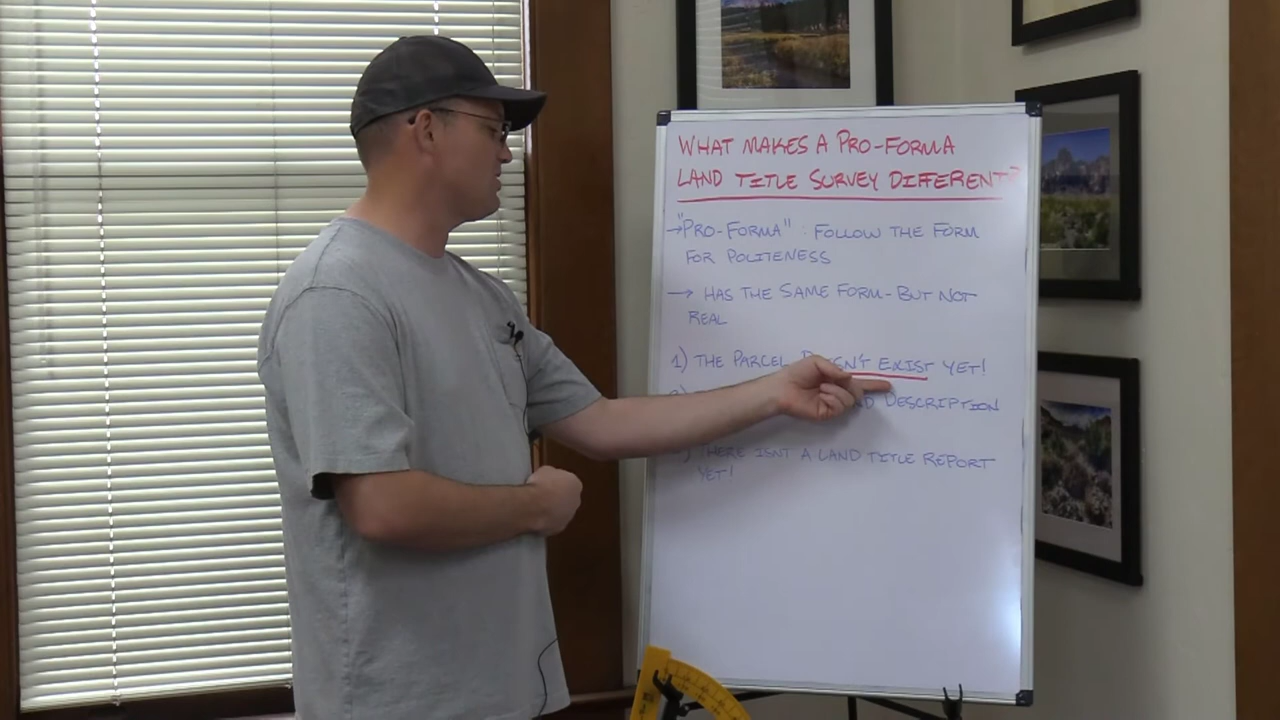 WHAT MAKES A PRO-FORMA
LAND TITLE SURVEY DIFFERENT?
→"PRO-FORMA" : FOLLOW THE FORM
FOR POLITENESS
→ HAS THE SAME FORM-BUT NOT
REAL
1) THE PARCEL DOESN'T EXIST YET!
DESCRIPTION
THERE ISN'T A LAND TITLE REPORT
YET!